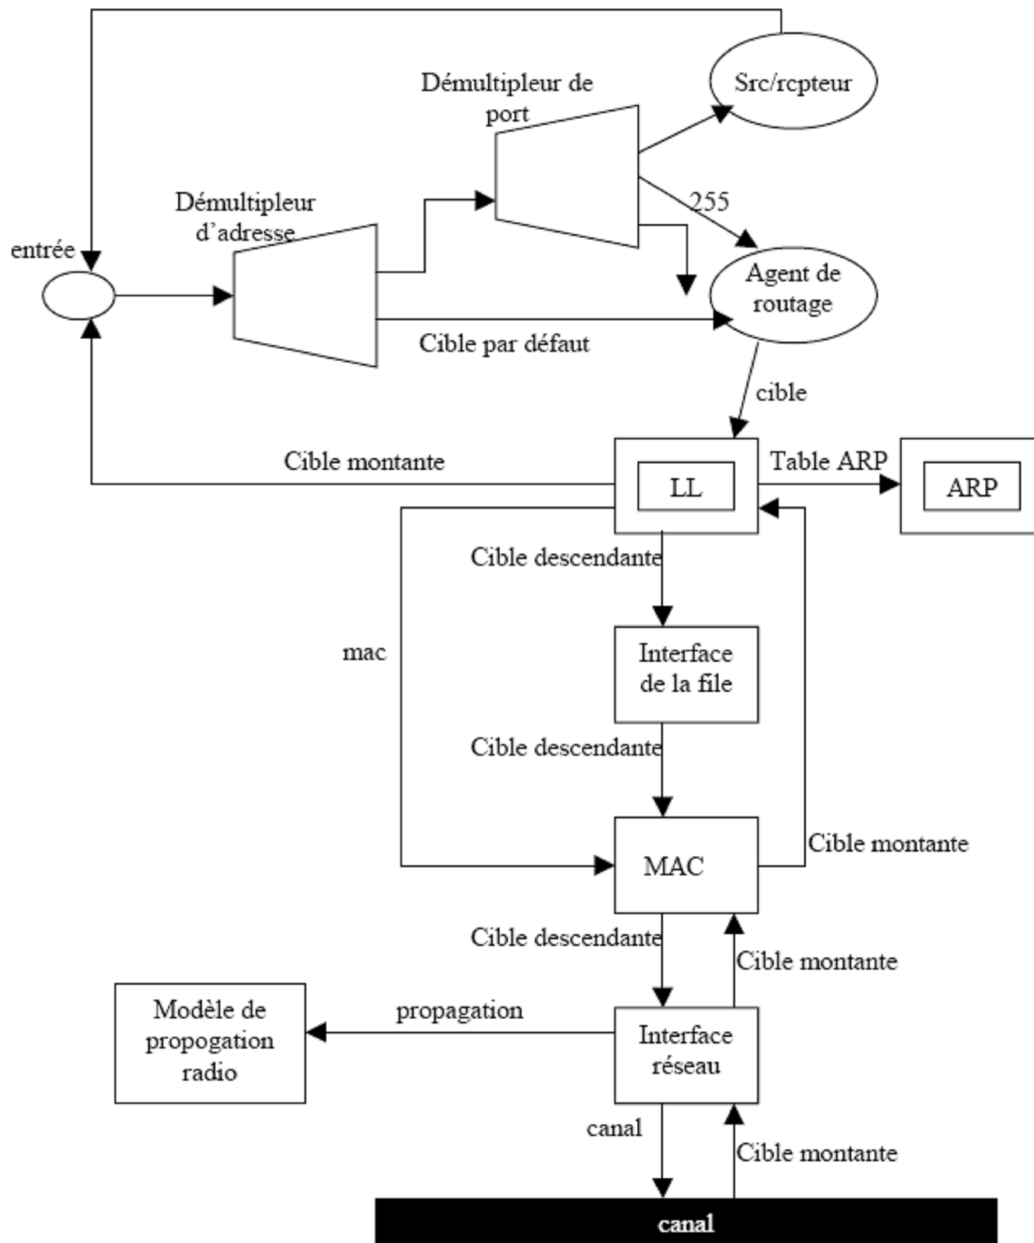 Src/rcpteur
Démultipleur de
port
255
Démultipleur
d'adresse
entrée
Agent de
routage
Cible par défaut
cible
Cible montante
LL
Table ARP
ARP
Cible descendante
mac
Interface
de la file
Cible descendante
MAC
Cible montante
Cible descendante
Cible montante
Modèle de
propogation
radio
propagation
Interface
réseau
canal
Cible montante
canal